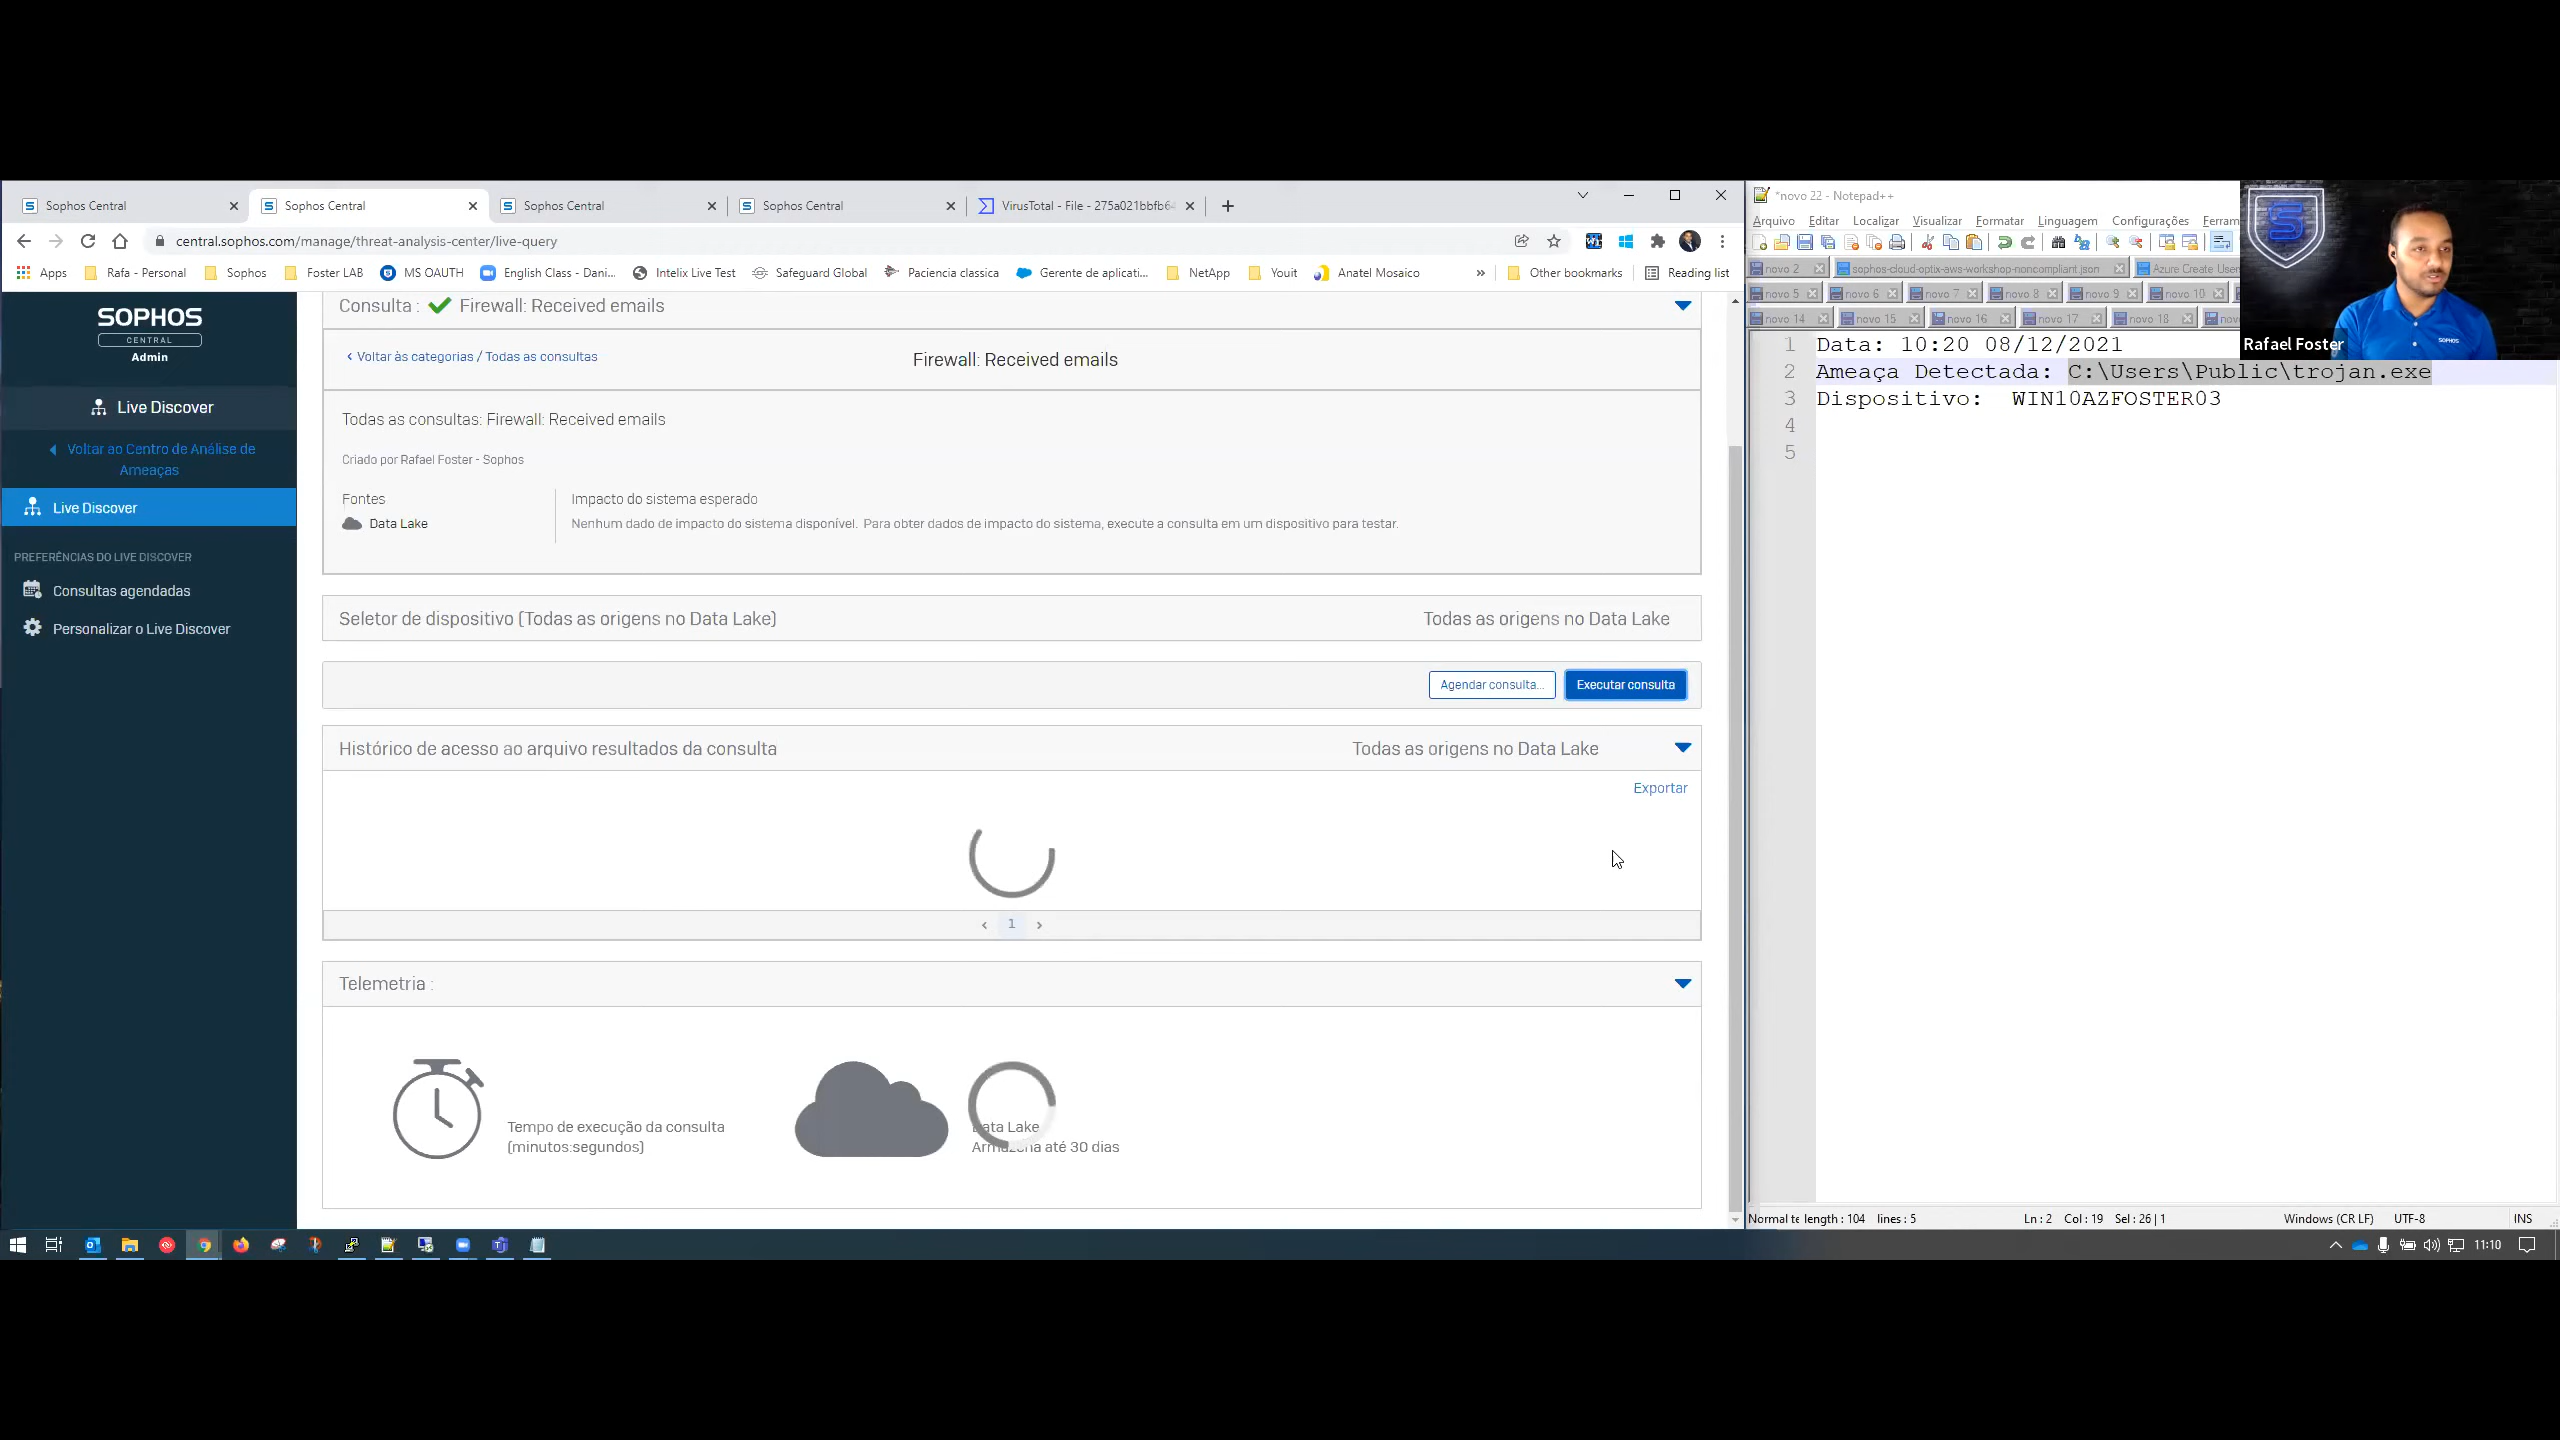 Sophos Central
Sophos Central
Sophos Central
Sophos Central
VirusTotal - File - 275a021bbfb64
central.sophos.com/manage/threat-analysis-center/live-query
Apps
Rafa - Personal
Sophos
Foster LAB
MS OAUTH
English Class - Dani...
Intelix Live Test
Safeguard Global
Paciencia classica
Gerente de aplicati...
NetApp
Youit
Anatel Mosaico
»
Other bookmarks
Reading list
SOPHOS
CENTRAL
Admin
Live Discover
Voltar ao Centro de Análise de
Ameaças
Live Discover
PREFERÊNCIAS DO LIVE DISCOVER
Consultas agendadas
Personalizar o Live Discover
Consulta : Firewall: Received emails
Voltar às categorias / Todas as consultas
Firewall: Received emails
Todas as consultas: Firewall: Received emails
Criado por Rafael Foster - Sophos
Fontes
Data Lake
Impacto do sistema esperado
Nenhum dado de impacto do sistema disponível. Para obter dados de impacto do sistema, execute a consulta em um dispositivo para testar.
Seletor de dispositivo (Todas as origens no Data Lake)
Todas as origens no Data Lake
Agendar consulta...
Executar consulta
Histórico de acesso ao arquivo resultados da consulta
Todas as origens no Data Lake
Exportar
1
Telemetria :
Tempo de execução da consulta
(minutos:segundos)
Data Lake
Armazena até 30 dias
*novo 22 - Notepad++
Arquivo Editar Localizar Visualizar Formatar Linguagem Configurações Ferram
novo 2
sophos-cloud-optix-aws-workshop-noncompliant.json
Azure Create User
novo 5
novo 6
novo 7
novo 8
novo 9
novo 10
novo 14
novo 15
novo 16
novo 17
novo 18
Rafael Foster
SOPHOS
1 Data: 10:20 08/12/2021
2 Ameaça Detectada: C:\Users\Public\trojan.exe
3 Dispositivo: WIN10AZFOSTER03
4
5
Normal te length : 104 lines : 5
Ln : 2 Col : 19 Sel : 26 | 1
Windows (CR LF)
UTF-8
INS
11:10